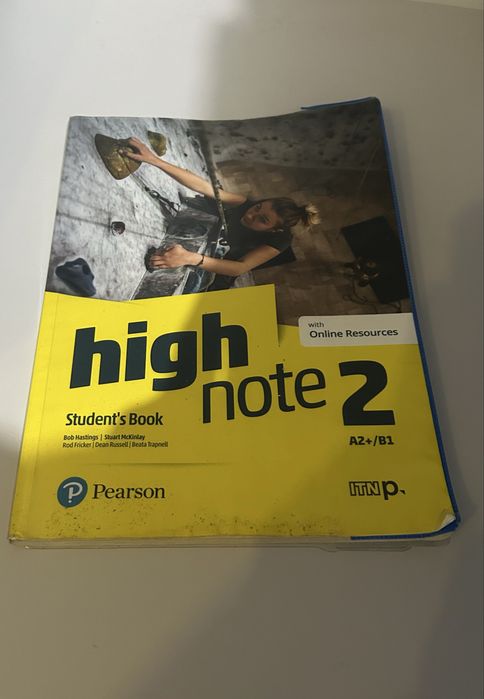 with
Online Resources
high
note 2
Student's Book
A2+/B1
Bob Hastings | Stuart McKinlay
Rod Fricker | Dean Russell | Beata Trapnell
P Pearson
ITN P